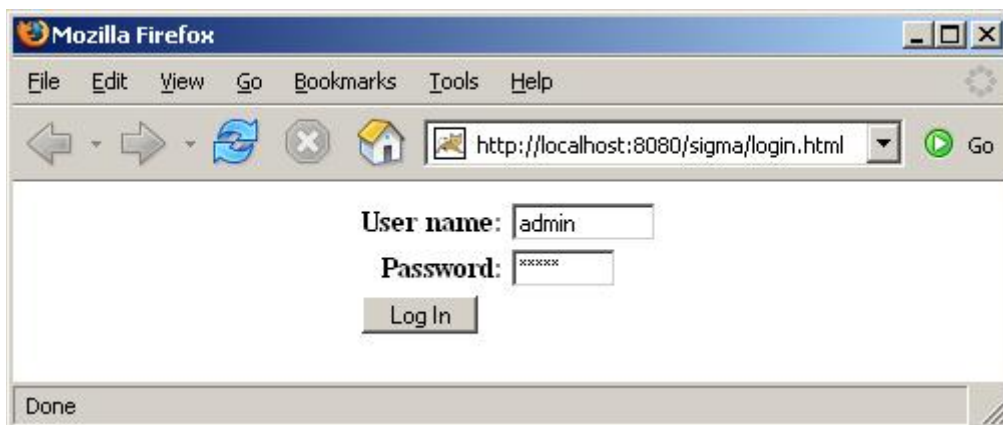 Mozilla Firefox
File Edit View Go Bookmarks Tools Help
http://localhost:8080/sigma/login.html Go
User name: admin
Password: *****
Log In
Done